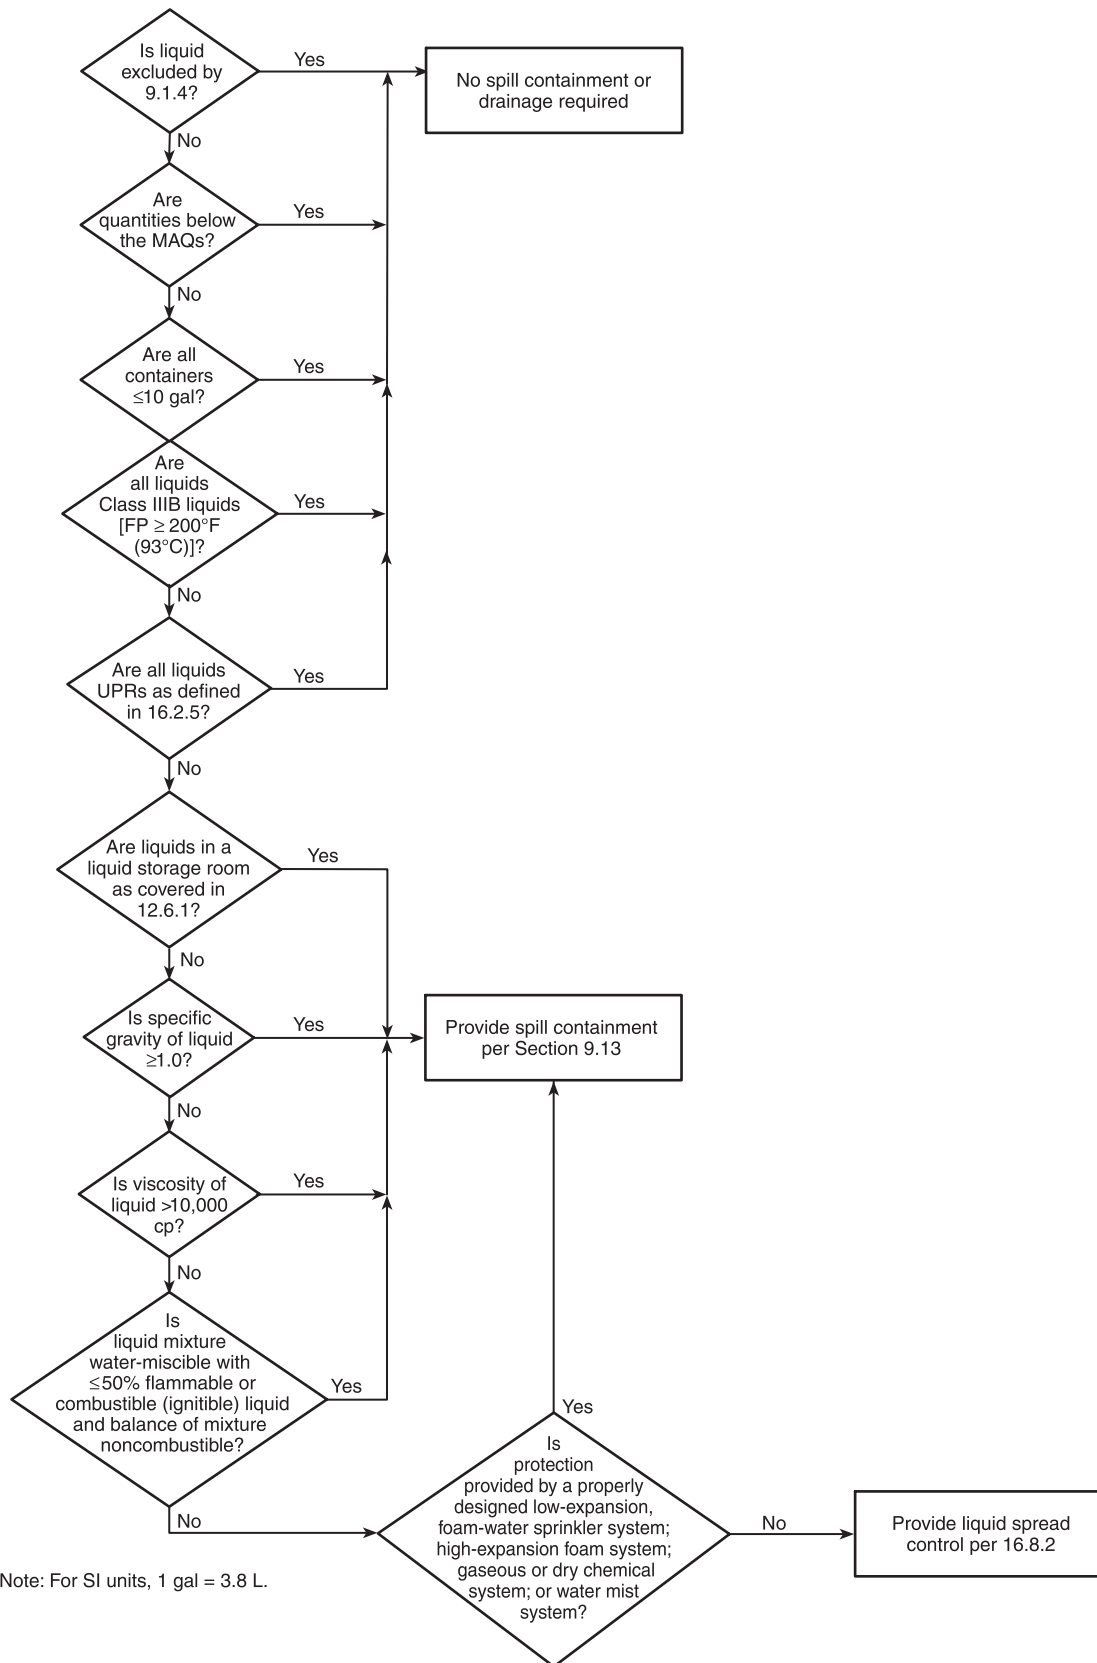 Is liquid
excluded by
9.1.4?
Yes
No spill containment or
drainage required
No
Are
quantities below
the MAQs?
Yes
No
Are all
containers
≤10 gal?
Yes
Are
all liquids
Class IIIB liquids
[FP ≥ 200°F
(93°C)]?
Yes
No
Are all liquids
UPRs as defined
in 16.2.5?
Yes
No
Are liquids in a
liquid storage room
as covered in
12.6.1?
Yes
No
Is specific
gravity of liquid
≥1.0?
Yes
Provide spill containment
per Section 9.13
No
Is viscosity of
liquid >10,000
cp?
Yes
No
Is
liquid mixture
water-miscible with
≤50% flammable or
combustible (ignitible) liquid
and balance of mixture
noncombustible?
Yes
No
Is
protection
provided by a properly
designed low-expansion,
foam-water sprinkler system;
high-expansion foam system;
gaseous or dry chemical
system; or water mist
system?
Yes
No
Provide liquid spread
control per 16.8.2
Note: For SI units, 1 gal = 3.8 L.